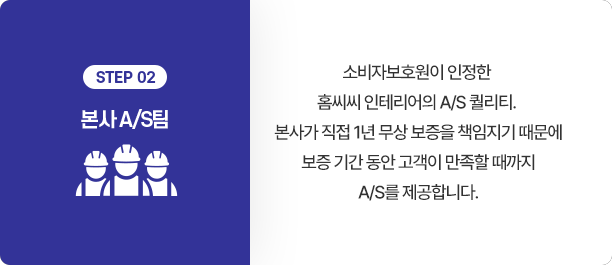 STEP 02
본사 A/S팀
소비자보호원이 인정한
홈씨씨 인테리어의 A/S 퀄리티.
본사가 직접 1년 무상 보증을 책임지기 때문에
보증 기간 동안 고객이 만족할 때까지
A/S를 제공합니다.